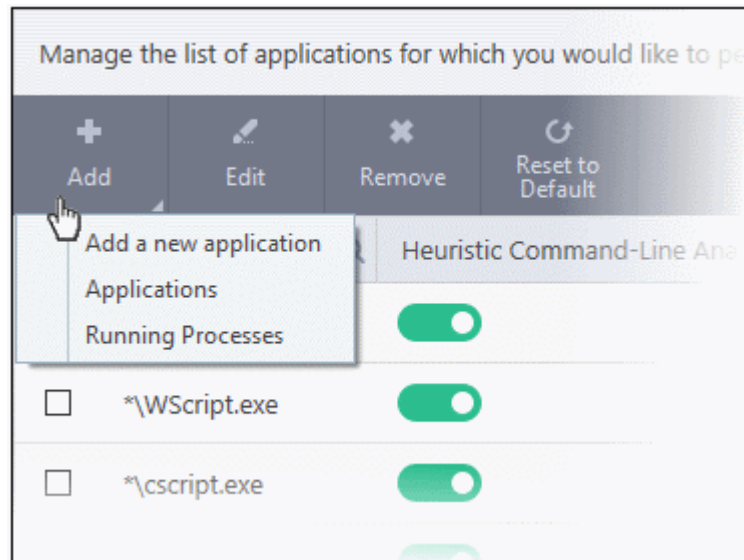 Manage the list of applications for which you would like to pe
Add
Edit
Remove
Reset to
Default
Add a new application
Applications
Running Processes
Heuristic Command-Line Ana
*\WScript.exe
*\cscript.exe